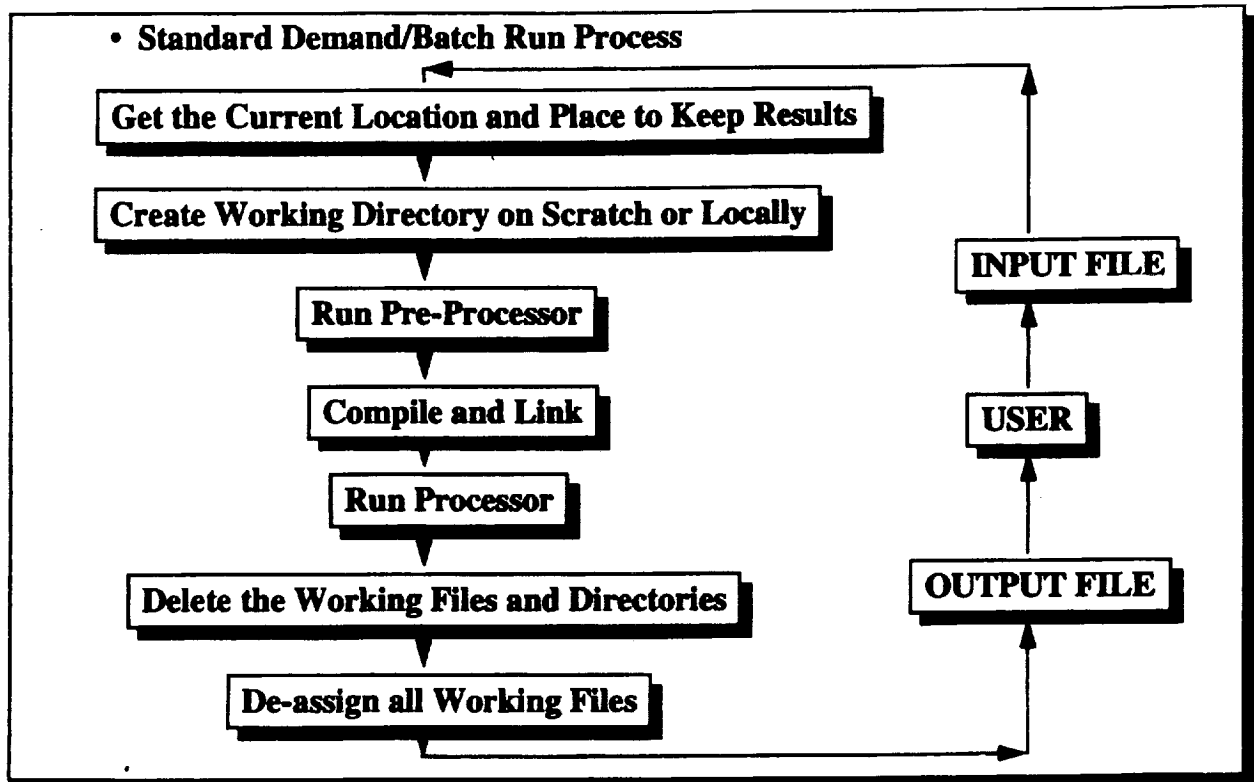 • Standard Demand/Batch Run Process
Get the Current Location and Place to Keep Results
Create Working Directory on Scratch or Locally
Run Pre-Processor
Compile and Link
Run Processor
Delete the Working Files and Directories
De-assign all Working Files
INPUT FILE
USER
OUTPUT FILE